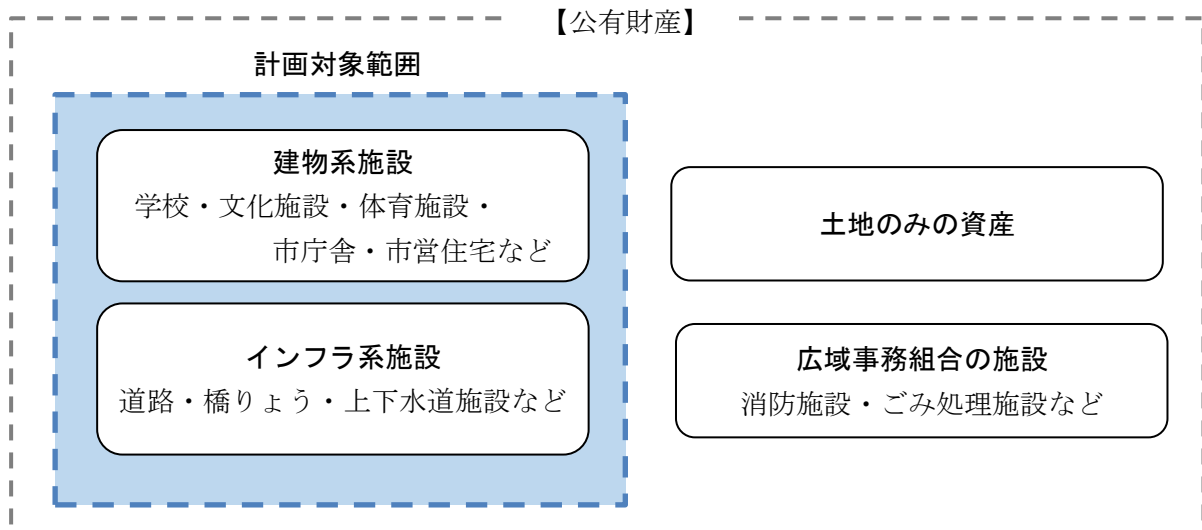 【公有財産】
計画対象範囲
建物系施設
学校・文化施設・体育施設・
市庁舎・市営住宅など
インフラ系施設
道路・橋りょう・上下水道施設など
土地のみの資産
広域事務組合の施設
消防施設・ごみ処理施設など